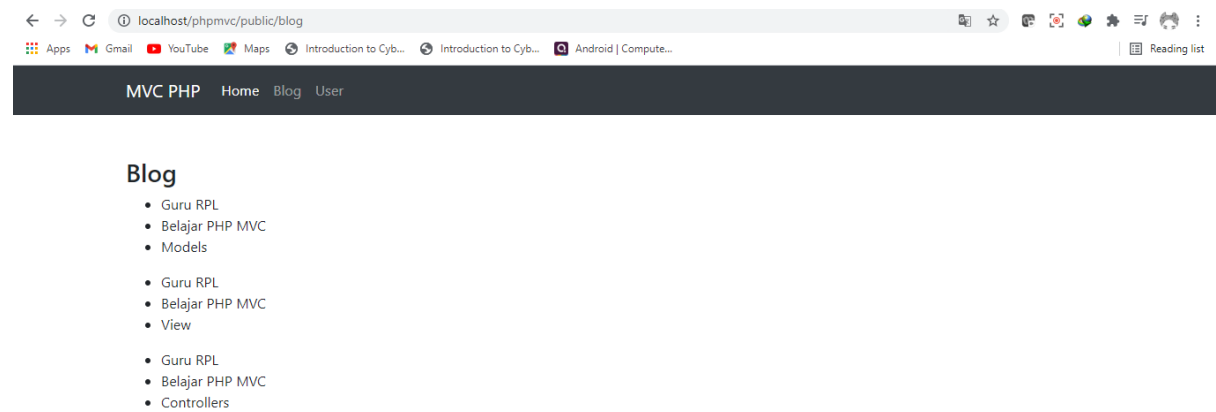 localhost/phpmvc/public/blog
Apps Gmail YouTube Maps Introduction to Cyb... Introduction to Cyb... Android | Compute... Reading list
MVC PHP Home Blog User
Blog
Guru RPL
Belajar PHP MVC
Models
Guru RPL
Belajar PHP MVC
View
Guru RPL
Belajar PHP MVC
Controllers